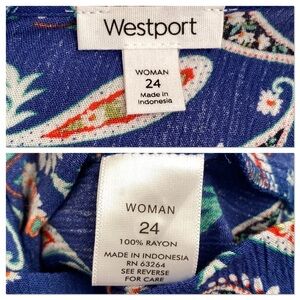 Westport
WOMAN
24
Made in
Indonesia
WOMAN
24
100% RAYON
MADE IN INDONESIA
RN 63264
SEE REVERSE
FOR CARE